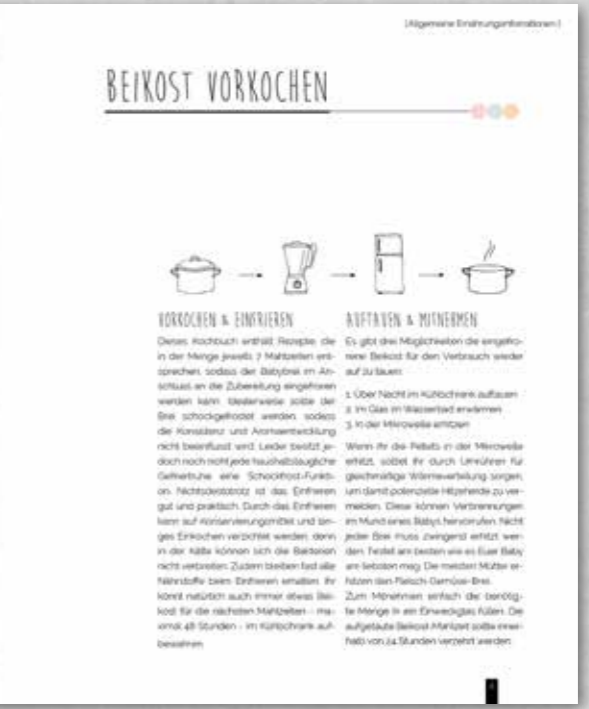 [Allgemeine Ernährungsinformationen]
BEIKOST VORKOCHEN
VORKOCHEN & EINFRIEREN
Dieses Kochbuch enthält Rezepte, die
in der Menge jeweils 7 Mahlzeiten ent-
sprechen, sodass der Babybrei im An-
schluss an die Zubereitung eingefroren
werden kann. Idealerweise sollte der
Brei schockgefrostet werden, sodass
die Konsistenz und Aromaentwicklung
nicht beeinflusst wird. Leider besitzt je-
doch noch nicht jede haushaltstaugliche
Gefriertruhe eine Schockfrost-Funkti-
on. Nichtsdestotrotz ist das Einfrieren
gut und praktisch. Durch das Einfrieren
kann auf Konservierungsmittel und
Einkochen verzichtet werden, denn
in der Kälte können sich die Bakterien
nicht verbreiten. Zudem bleiben fast alle
Nährstoffe beim Einfrieren erhalten. Ihr
könnt natürlich auch immer etwas Bei-
kost für die nächsten Mahlzeiten - ma-
ximal 48 Stunden - im Kühlschrank auf-
bewahren.
AUFTAUEN & MITNEHMEN
Es gibt drei Möglichkeiten die eingefro-
rene Beikost für den Verbrauch wieder
auf zu tauen:
1. Über Nacht im Kühlschrank auftauen
2. Im Glas im Wasserbad erwärmen
3. In der Mikrowelle erhitzen
Wenn ihr die Pellets in der Mikrowelle
erhitzt, solltet ihr durch Umrühren für
gleichmäßige Wärmeverteilung sorgen,
um damit potenzielle Hitzeherde zu ver-
meiden. Diese können Verbrennungen
im Mund eines Babys hervorrufen. Nicht
jeder Brei muss zwingend erhitzt wer-
den. Testet am besten wie es Euer Baby
am liebsten mag. Die meisten Mütter er-
hitzen den Fleisch-Gemüse-Brei.
Zum Mitnehmen einfach die benötig-
te Menge in ein Einweckglas füllen. Die
aufgetaute Beikost-Mahlzeit sollte inner-
halb von 24 Stunden verzehrt werden.